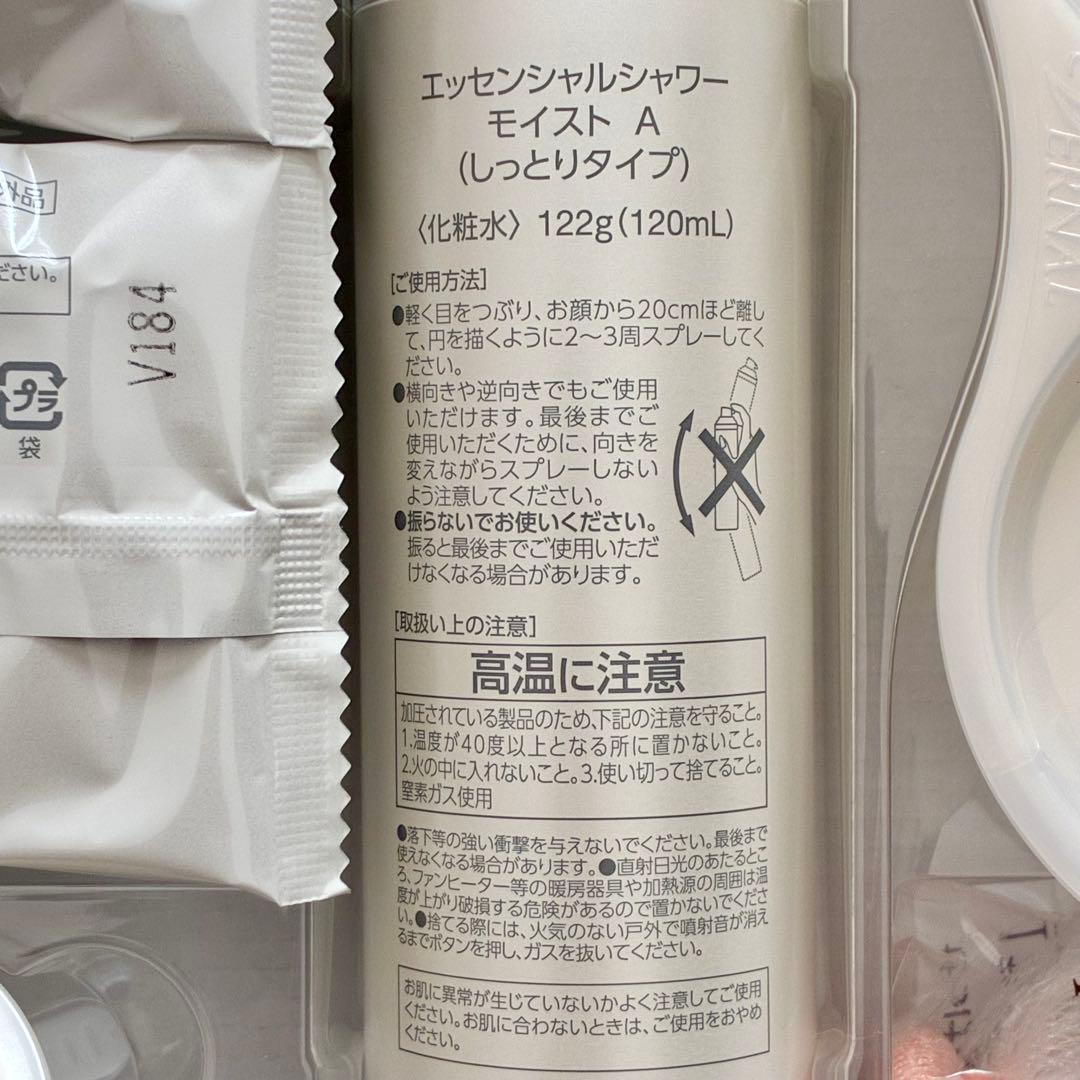 エッセンシャルシャワー
モイスト A
(しっとりタイプ)
〈化粧水〉 122g(120mL)
[ご使用方法]
●軽く目をつぶり、お顔から20cmほど離し
て、円を描くように2〜3周スプレーしてく
ださい。
●横向きや逆向きでもご使用
いただけます。最後までご
使用いただくために、向きを
変えながらスプレーしない
よう注意してください。
●振らないでお使いください。
振ると最後までご使用いただ
けなくなる場合があります。
[取扱い上の注意]
高温に注意
加圧されている製品のため、下記の注意を守ること。
1.温度が40度以上となる所に置かないこと。
2.火の中に入れないこと。3.使い切って捨てること。
窒素ガス使用
●落下等の強い衝撃を与えないでください。最後まで
使えなくなる場合があります。●直射日光のあたるとこ
ろ、ファンヒーター等の暖房器具や加熱源の周囲は温
度が上がり破損する危険があるので置かないでくださ
い。●捨てる際には、火気のない戸外で噴射音が消え
るまでボタンを押し、ガスを抜いてください。
お肌に異常が生じていないかよく注意してご使用
ください。お肌に合わないときは、ご使用をおやめ
ください。
外品
ださい。
V184
プラ
袋